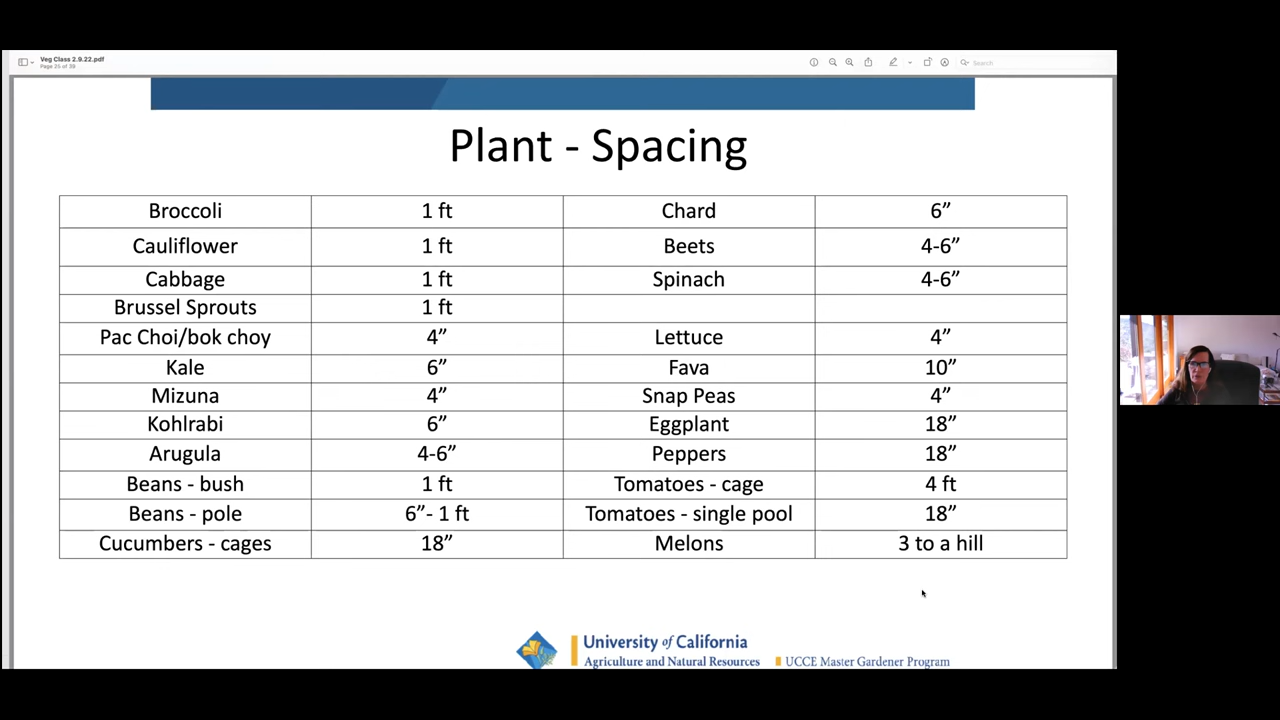 Veg Class 2.9.22.pdf
Page 25 of 39
Search
Plant - Spacing
Broccoli 1 ft Chard 6”
Cauliflower 1 ft Beets 4-6”
Cabbage 1 ft Spinach 4-6”
Brussel Sprouts 1 ft
Pac Choi/bok choy 4” Lettuce 4”
Kale 6” Fava 10”
Mizuna 4” Snap Peas 4”
Kohlrabi 6” Eggplant 18”
Arugula 4-6” Peppers 18”
Beans - bush 1 ft Tomatoes - cage 4 ft
Beans - pole 6”- 1 ft Tomatoes - single pool 18”
Cucumbers - cages 18” Melons 3 to a hill
University of California
Agriculture and Natural Resources UCCE Master Gardener Program